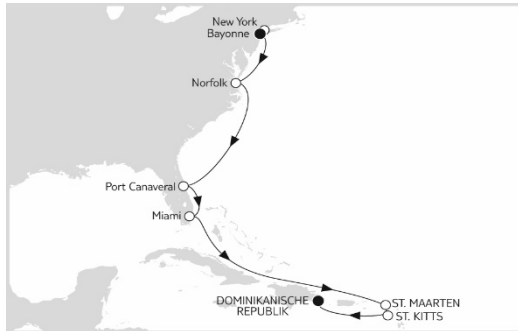 New York
Bayonne
Norfolk
Port Canaveral
Miami
ST. MAARTEN
DOMINIKANISCHE
REPUBLIK
ST. KITTS